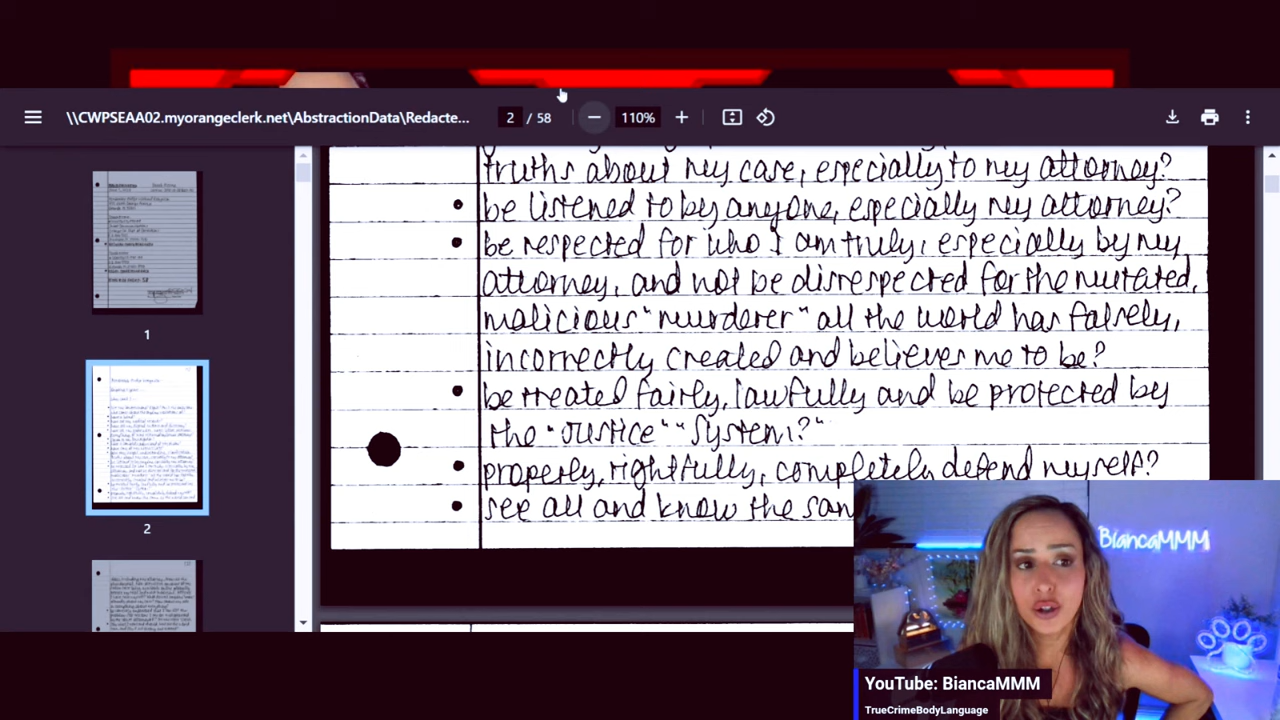 \\CWPSEAA02.myorangeclerk.net\AbstractionData\Redacte... 2 / 58 110%
truths about my case, especially to my attorney?
• be listened to by anyone, especially my attorney?
• be respected for who I am truly, especially by my
attorney, and not be disrespected for the mutated,
malicious "murderer" all the world has falsely,
incorrectly created and believes me to be?
• be treated fairly, lawfully and be protected by
the "Justice" "System?"
• propperly, rightfully, completely defend myself?
• see all and know the sam
1
2
BiancaMMM
YouTube: BiancaMMM
TrueCrimeBodyLanguage